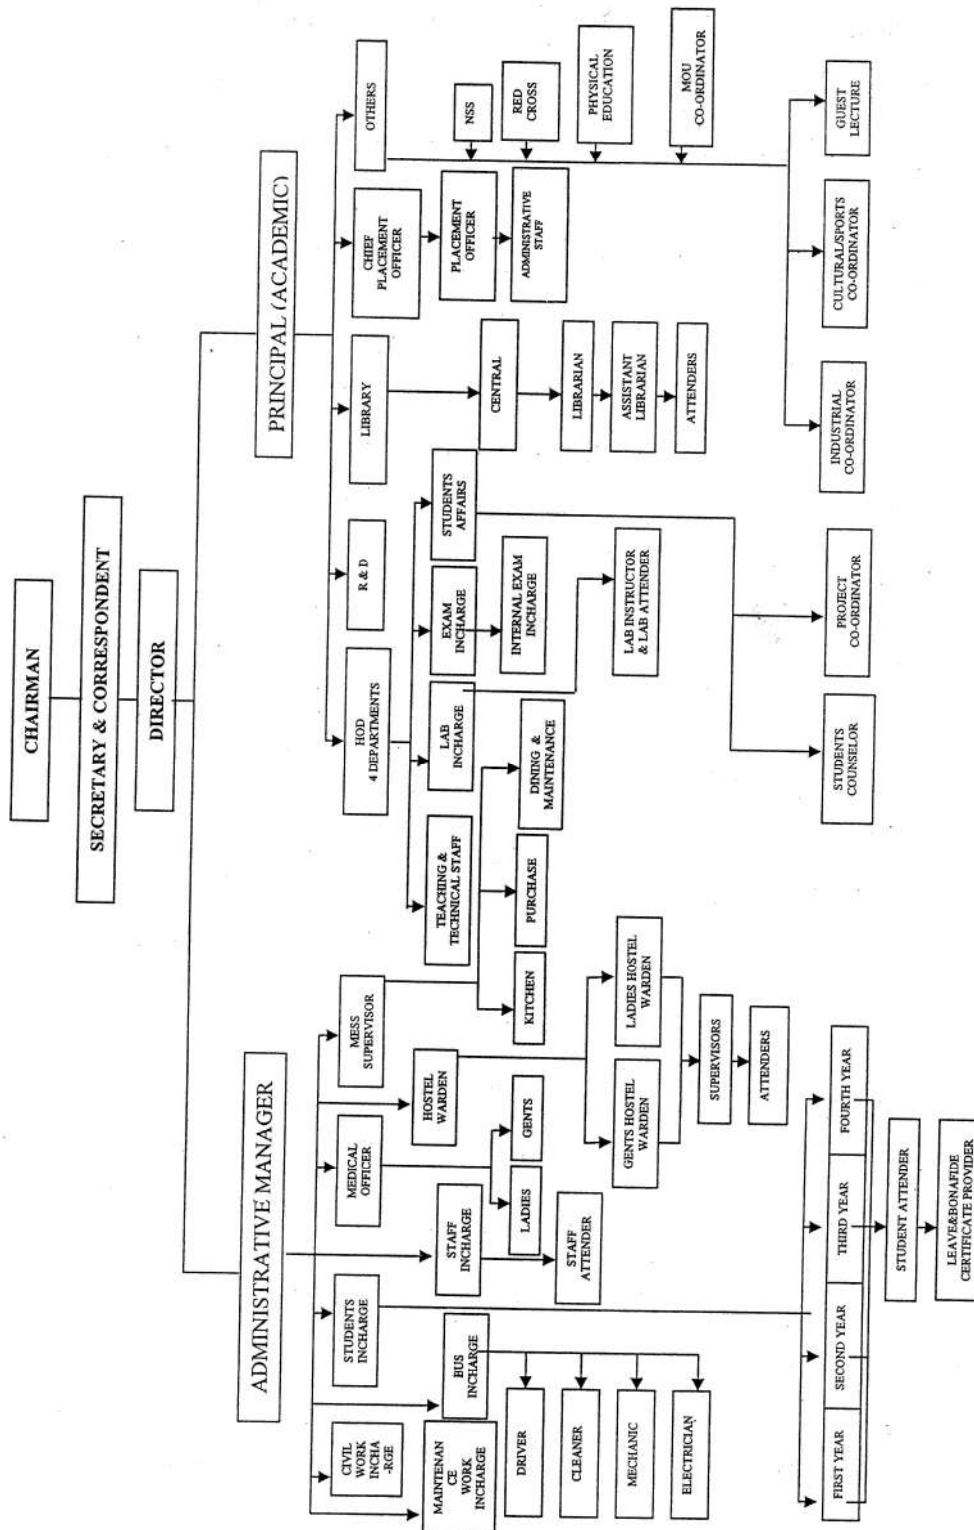 CHAIRMAN
SECRETARY & CORRESPONDENT
DIRECTOR
ADMINISTRATIVE MANAGER
PRINCIPAL (ACADEMIC)
CIVIL
WORK
INCHA
-RGE
STUDENTS
INCHARGE
MEDICAL
OFFICER
MESS
SUPERVISOR
HOD
4 DEPARTMENTS
R & D
LIBRARY
CHIEF
PLACEMENT
OFFICER
OTHERS
MAINTENAN
CE
WORK
INCHARGE
BUS
INCHARGE
STAFF
INCHARGE
HOSTEL
WARDEN
TEACHING &
TECHNICAL STAFF
LAB
INCHARGE
EXAM
INCHARGE
STUDENTS
AFFAIRS
CENTRAL
PLACEMENT
OFFICER
NSS
DRIVER
LADIES
GENTS
KITCHEN
PURCHASE
DINING &
MAINTENANCE
INTERNAL EXAM
INCHARGE
ADMINISTRATIVE
STAFF
RED
CROSS
CLEANER
STAFF
ATTENDER
LIBRARIAN
PHYSICAL
EDUCATION
MECHANIC
GENTS HOSTEL
WARDEN
LADIES HOSTEL
WARDEN
LAB INSTRUCTOR
& LAB ATTENDER
ASSISTANT
LIBRARIAN
ELECTRICIAN
SUPERVISORS
ATTENDERS
MOU
CO-ORDINATOR
ATTENDERS
FIRST YEAR
SECOND YEAR
THIRD YEAR
FOURTH YEAR
STUDENTS
COUNSELOR
PROJECT
CO-ORDINATOR
INDUSTRIAL
CO-ORDINATOR
CULTURAL/SPORTS
CO-ORDINATOR
GUEST
LECTURE
STUDENT ATTENDER
LEAVE&BONAFIDE
CERTIFICATE PROVIDER